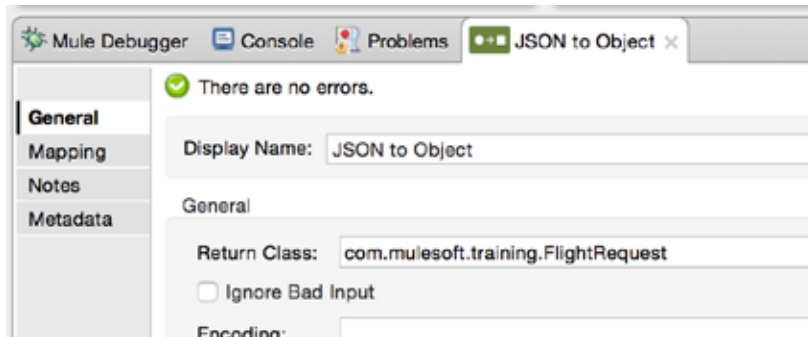 Mule Debugger Console Problems JSON to Object
There are no errors.
General
Mapping
Notes
Metadata
Display Name: JSON to Object
General
Return Class: com.mulesoft.training.FlightRequest
Ignore Bad Input
Encoding: